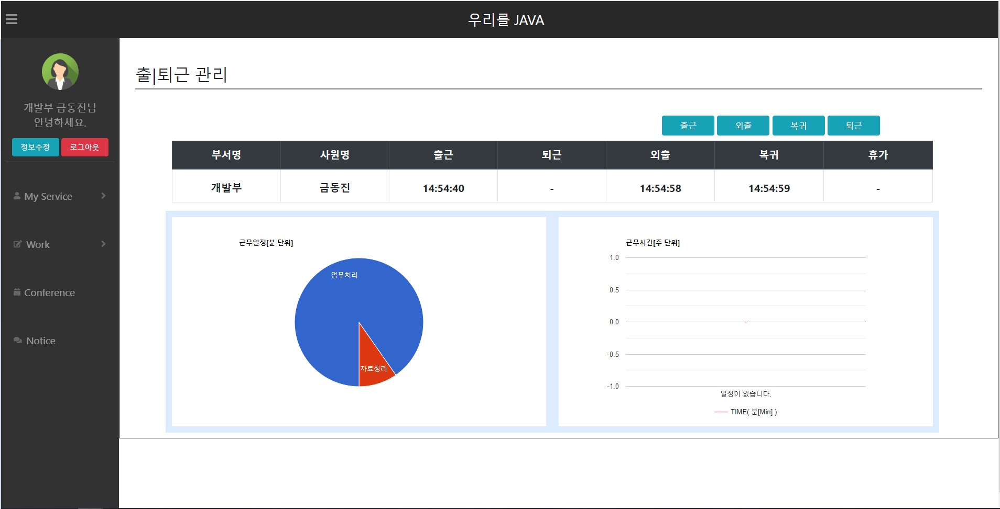 우리를 JAVA
개발부 금동진님
안녕하세요.
정보수정 로그아웃
My Service
Work
Conference
Notice
출|퇴근 관리
출근 외출 복귀 퇴근
부서명 사원명 출근 퇴근 외출 복귀 휴가
개발부 금동진 14:54:40 - 14:54:58 14:54:59 -
근무일정[분 단위]
업무처리
자료정리
근무시간[주 단위]
1.0
0.5
0.0
-0.5
-1.0
일정이 없습니다.
TIME( 분[Min] )